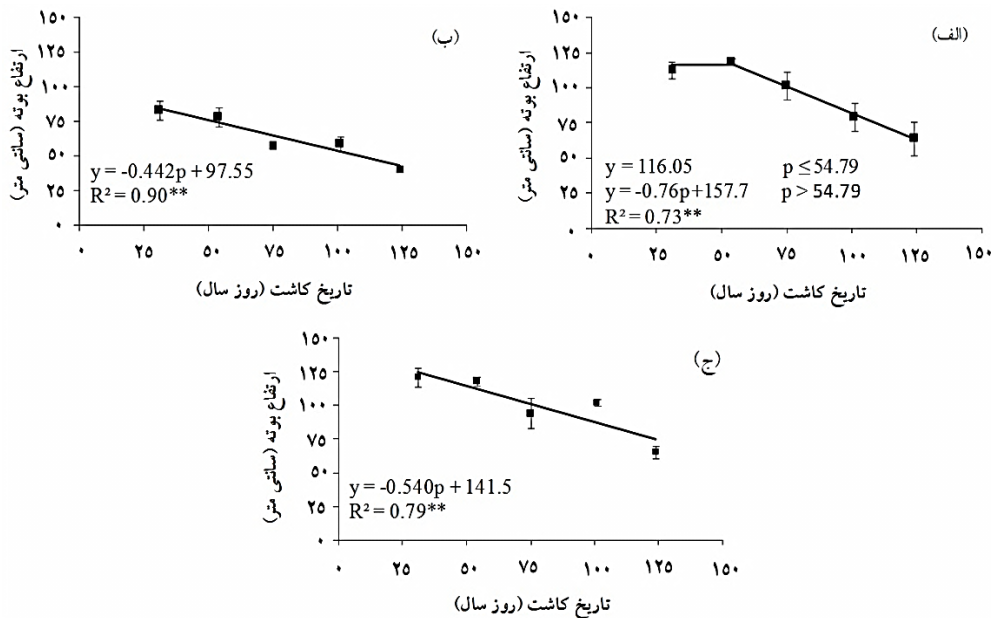 (الف)
ارتفاع بوته (سانتی متر)
۱۵۰
۱۲۵
۱۰۰
۷۵
۵۰
۲۵
۰
y = 116.05 p ≤ 54.79
y = -0.76p+157.7 p > 54.79
R² = 0.73**
۰ ۲۵ ۵۰ ۷۵ ۱۰۰ ۱۲۵ ۱۵۰
تاریخ کاشت (روز سال)
(ب)
ارتفاع بوته (سانتی متر)
۱۵۰
۱۲۵
۱۰۰
۷۵
۵۰
۲۵
۰
y = -0.442p + 97.55
R² = 0.90**
۰ ۲۵ ۵۰ ۷۵ ۱۰۰ ۱۲۵ ۱۵۰
تاریخ کاشت (روز سال)
(ج)
ارتفاع بوته (سانتی متر)
۱۵۰
۱۲۵
۱۰۰
۷۵
۵۰
۲۵
۰
y = -0.540p + 141.5
R² = 0.79**
۰ ۲۵ ۵۰ ۷۵ ۱۰۰ ۱۲۵ ۱۵۰
تاریخ کاشت (روز سال)